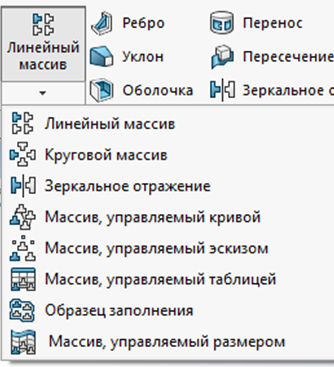 Линейный
массив
Ребро
Перенос
Уклон
Пересечение
Оболочка
Зеркальное о
Линейный массив
Круговой массив
Зеркальное отражение
Массив, управляемый кривой
Массив, управляемый эскизом
Массив, управляемый таблицей
Образец заполнения
Массив, управляемый размером